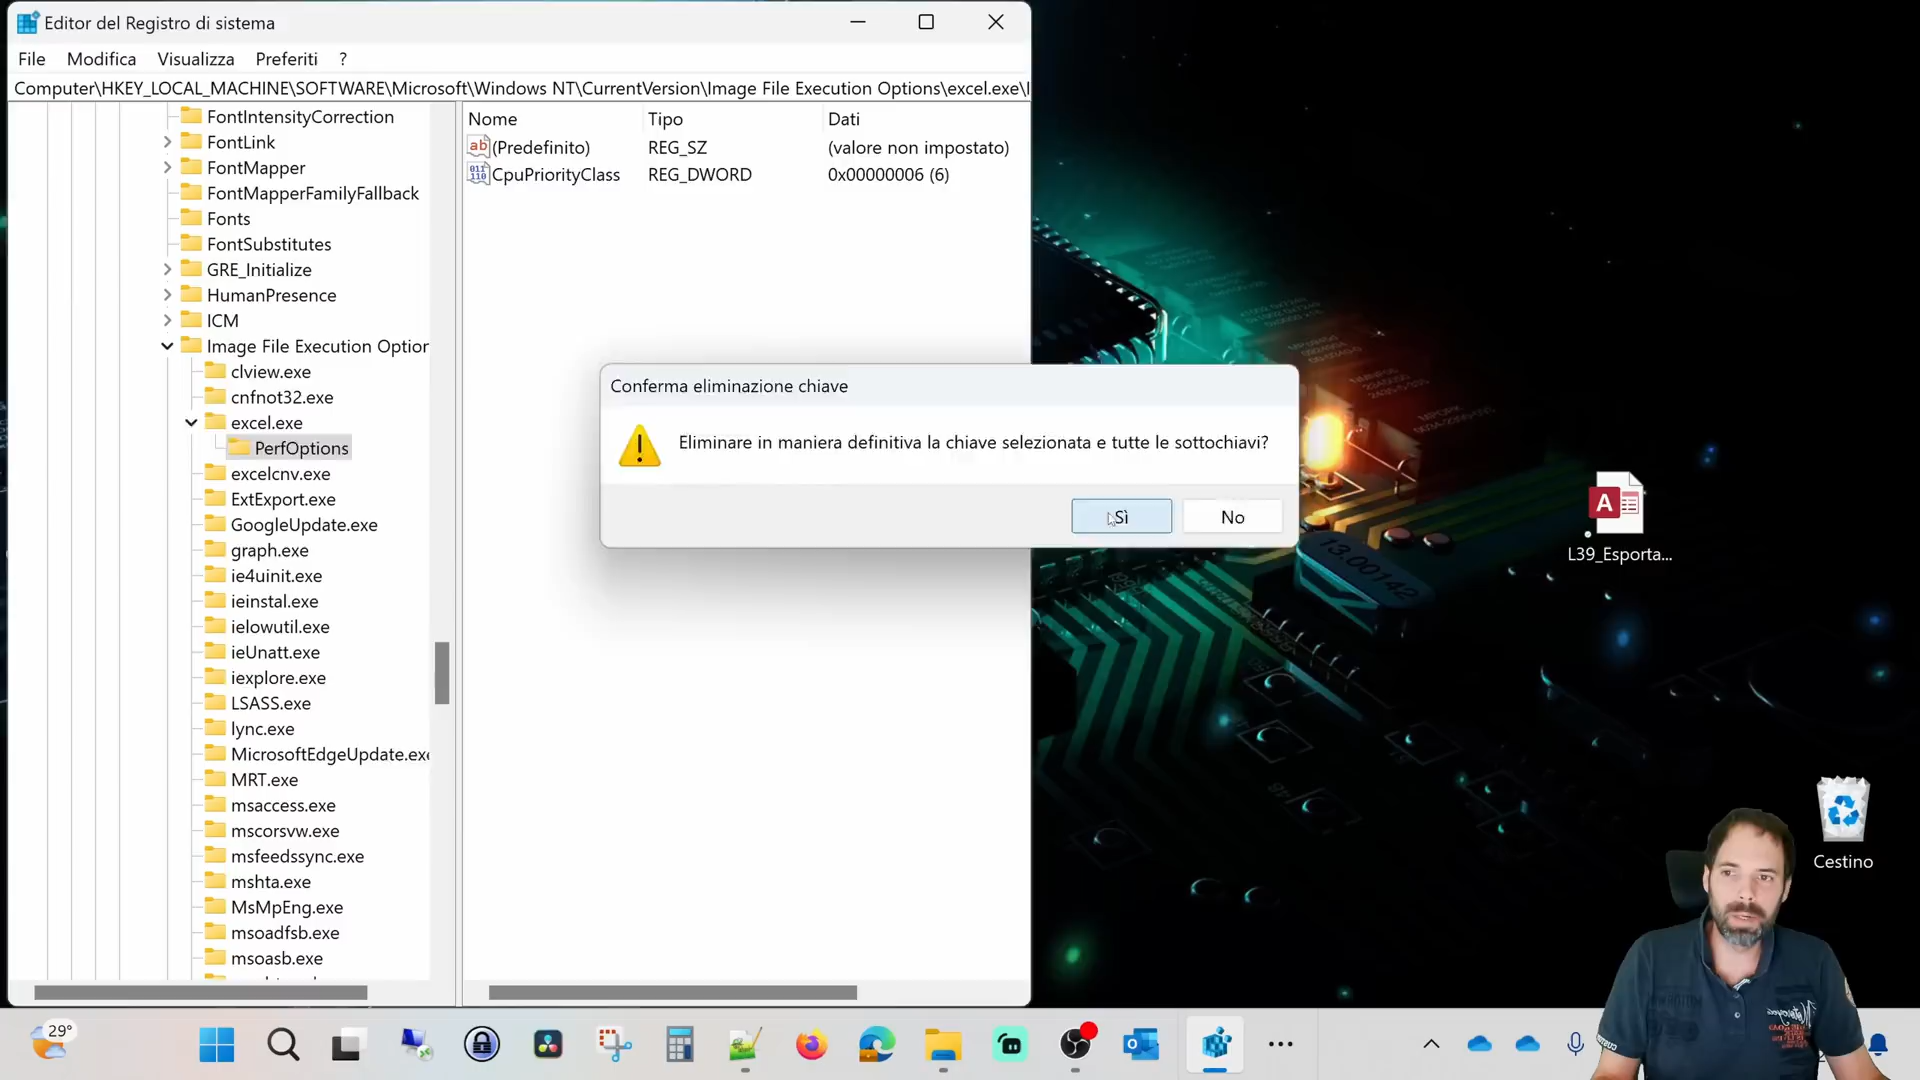 Editor del Registro di sistema
File Modifica Visualizza Preferiti ?
Computer\HKEY_LOCAL_MACHINE\SOFTWARE\Microsoft\Windows NT\CurrentVersion\Image File Execution Options\excel.exe\
FontIntensityCorrection
FontLink
FontMapper
FontMapperFamilyFallback
Fonts
FontSubstitutes
GRE_Initialize
HumanPresence
ICM
Image File Execution Option
clview.exe
cnfnot32.exe
excel.exe
PerfOptions
excelcnv.exe
ExtExport.exe
GoogleUpdate.exe
graph.exe
ie4uinit.exe
ieinstal.exe
ielowutil.exe
ieUnatt.exe
iexplore.exe
LSASS.exe
lync.exe
MicrosoftEdgeUpdate.exe
MRT.exe
msaccess.exe
mscorsvw.exe
msfeedssync.exe
mshta.exe
MsMpEng.exe
msoadfsb.exe
msoasb.exe
Nome Tipo Dati
(Predefinito) REG_SZ (valore non impostato)
CpuPriorityClass REG_DWORD 0x00000006 (6)
Conferma eliminazione chiave
Eliminare in maniera definitiva la chiave selezionata e tutte le sottochiavi?
Sì No
13.00142
A
L39_Esporta...
Cestino
29°